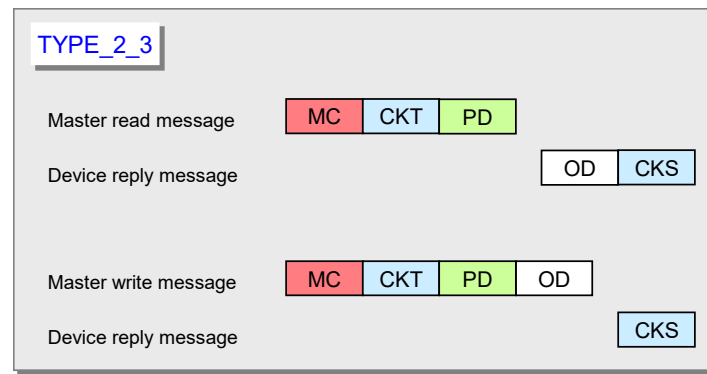 TYPE_2_3
Master read message MC CKT PD
Device reply message OD CKS
Master write message MC CKT PD OD
Device reply message CKS